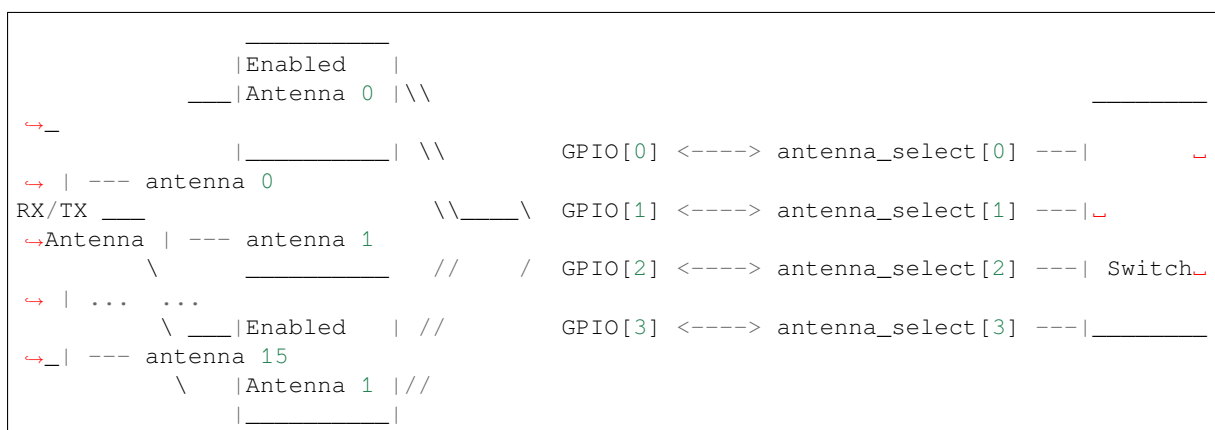 __________
               |Enabled   |
            ___|Antenna 0 |\\                                              ________
↪_
               |__________| \\        GPIO[0] <----> antenna_select[0] ---|       ␣
↪ | --- antenna 0
RX/TX ___                    \\____\  GPIO[1] <----> antenna_select[1] ---|␣
↪Antenna | --- antenna 1
         \     __________    //    /  GPIO[2] <----> antenna_select[2] ---| Switch␣
↪ | ...  ...
          \ ___|Enabled   | //        GPIO[3] <----> antenna_select[3] ---|________
↪_| --- antenna 15
           \   |Antenna 1 |//
               |__________|